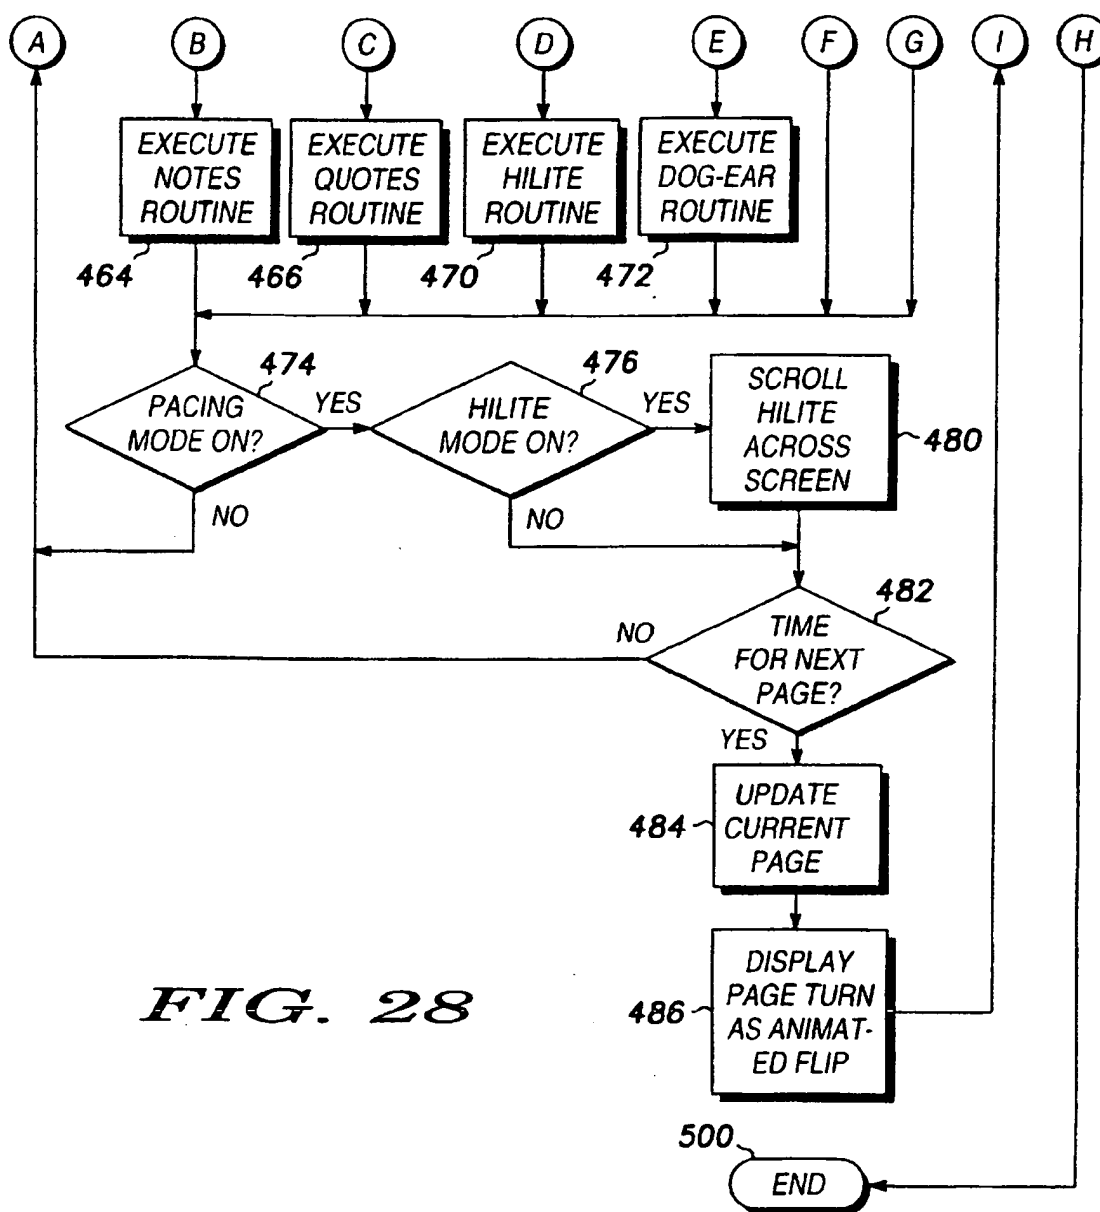 A B C D E F G I H
EXECUTE
NOTES
ROUTINE
464
EXECUTE
QUOTES
ROUTINE
466
EXECUTE
HILITE
ROUTINE
470
EXECUTE
DOG-EAR
ROUTINE
472
PACING
MODE ON?
474
YES
NO
HILITE
MODE ON?
476
YES
NO
SCROLL
HILITE
ACROSS
SCREEN
480
TIME
FOR NEXT
PAGE?
482
NO
YES
UPDATE
CURRENT
PAGE
484
DISPLAY
PAGE TURN
AS ANIMAT-
ED FLIP
486
FIG. 28
500
END